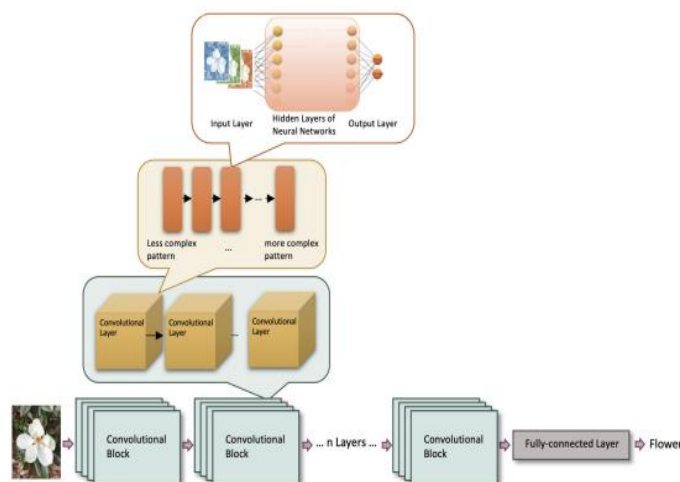 Input Layer
Hidden Layers of
Neural Networks
Output Layer
Less complex
pattern
...
more complex
pattern
Convolutional
Layer
Convolutional
Layer
...
Convolutional
Layer
Convolutional
Block
Convolutional
Block
... n Layers ...
Convolutional
Block
Fully-connected Layer
Flower